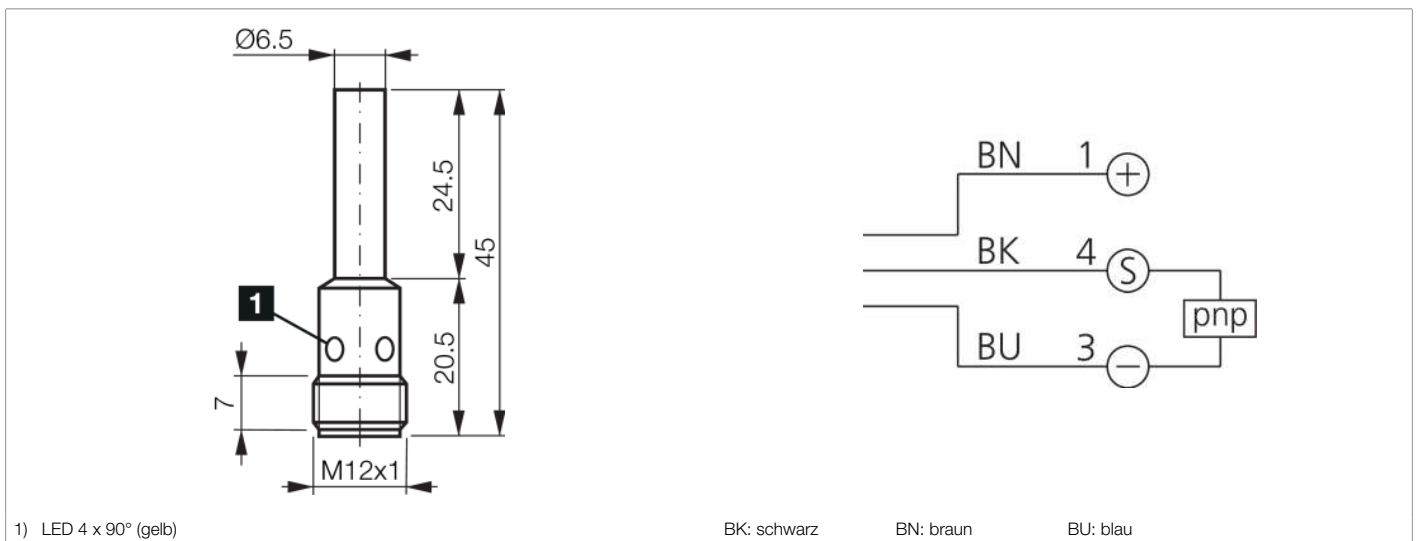 Ø6.5
24.5
45
1
20.5
7
M12x1
BN 1 +
BK 4 S
pnp
BU 3 −
1) LED 4 x 90° (gelb)
BK: schwarz BN: braun BU: blau